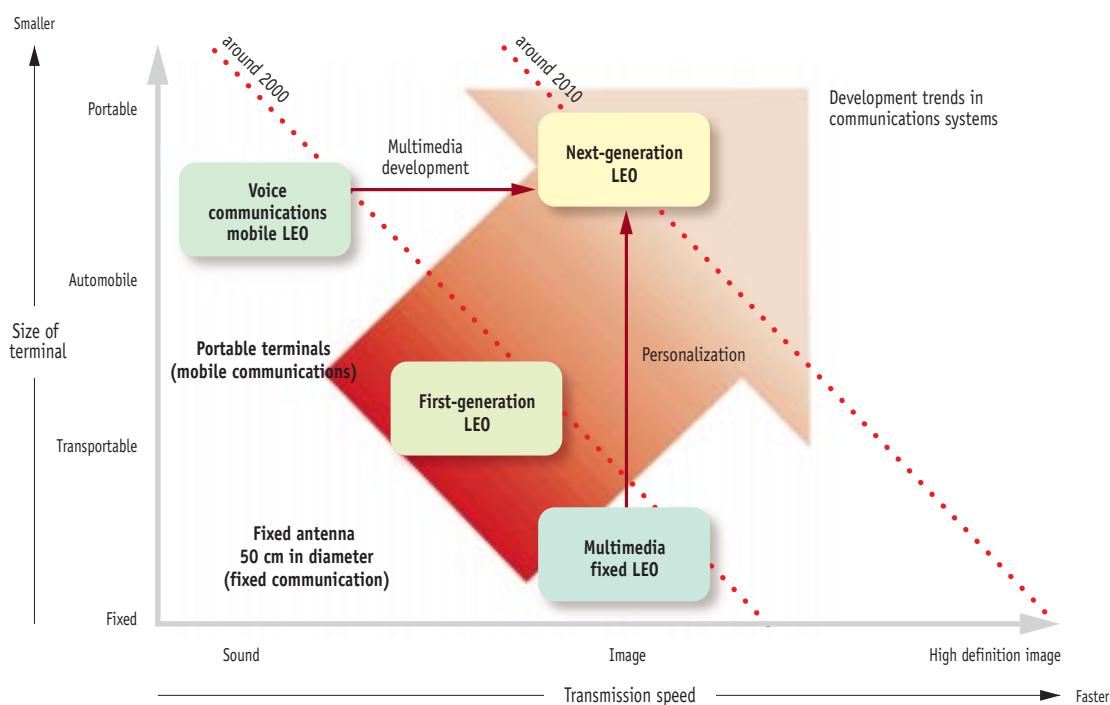 Smaller
around 2000
around 2010
Portable
Development trends in
communications systems
Multimedia
development
Next-generation
LEO
Voice
communications
mobile LEO
Automobile
Size of
terminal
Portable terminals
(mobile communications)
Personalization
First-generation
LEO
Transportable
Fixed antenna
50 cm in diameter
(fixed communication)
Multimedia
fixed LEO
Fixed
Sound
Image
High definition image
Transmission speed
Faster